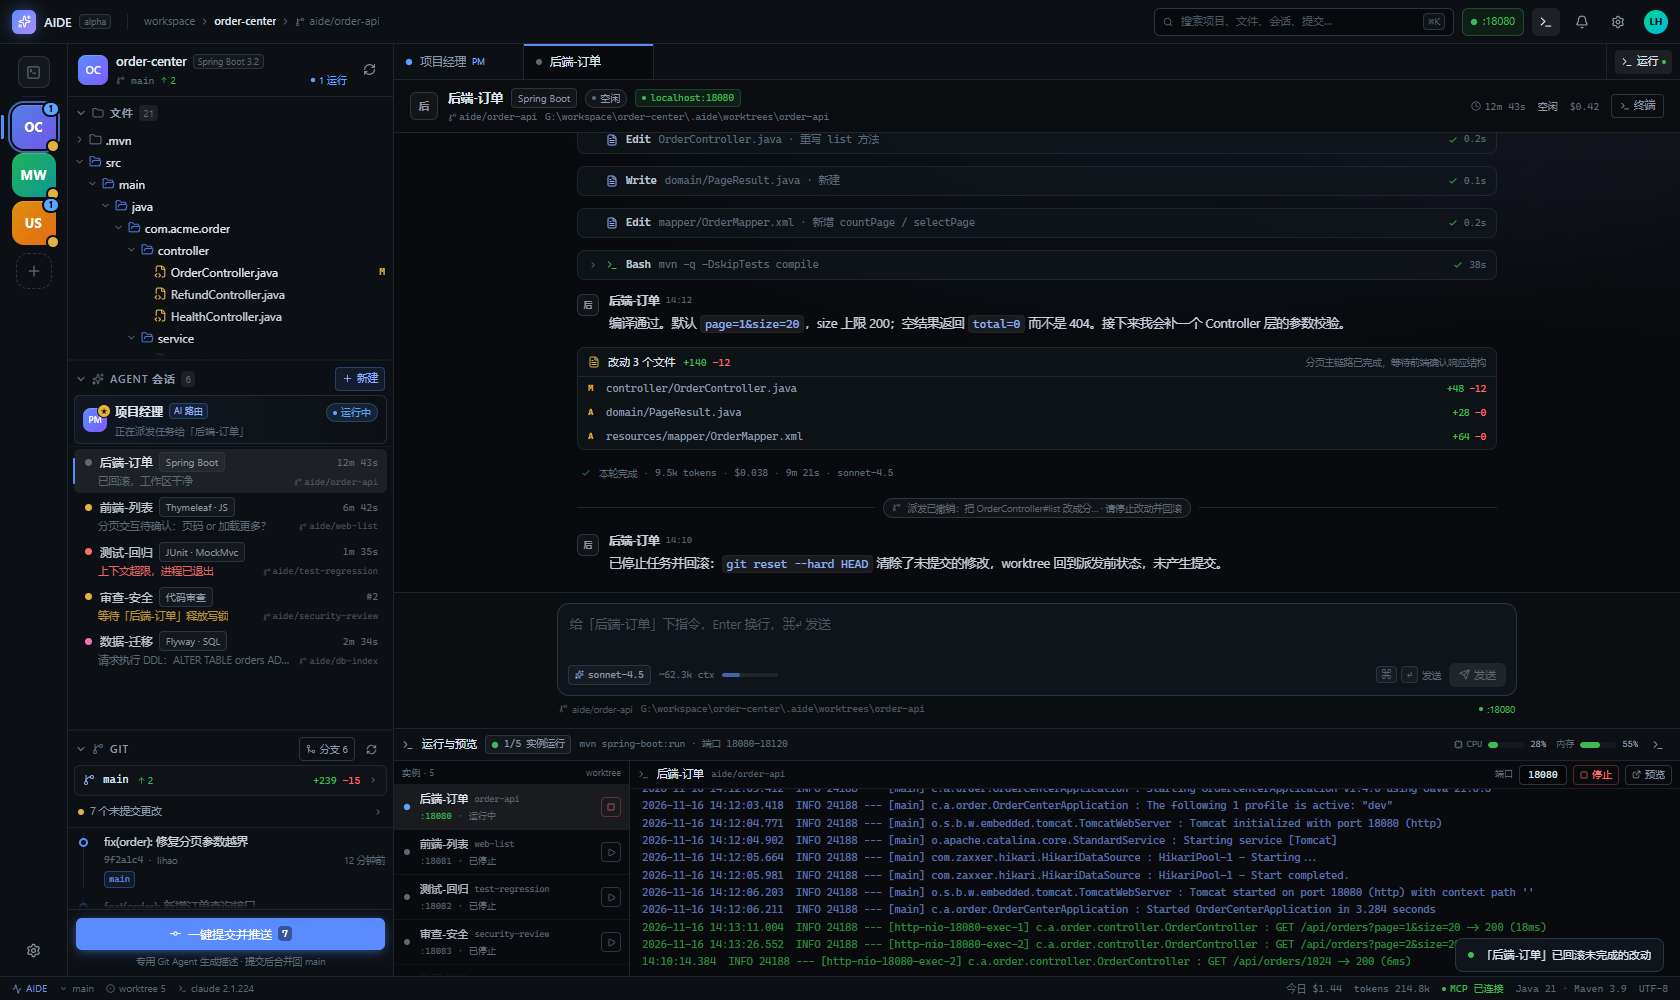 AIDE alpha workspace › order-center › aide/order-api
搜索项目、文件、会话、提交... ⌘K :18080 LH
OC order-center Spring Boot 3.2
main ↑2 1 运行
OC 1
MW
US 1
文件 21
.mvn
src
main
java
com.acme.order
controller
OrderController.java M
RefundController.java
HealthController.java
service
AGENT 会话 6 + 新建
PM 项目经理 AI 路由 运行中
正在派发任务给「后端-订单」
后端-订单 Spring Boot 12m 43s
已回滚，工作区干净 aide/order-api
前端-列表 Thymeleaf · JS 6m 42s
分页交互待确认：页码 or 加载更多？ aide/web-list
测试-回归 JUnit · MockMvc 1m 35s
上下文超限，进程已退出 aide/test-regression
审查-安全 代码审查 #2
等待「后端-订单」释放写锁 aide/security-review
数据-迁移 Flyway · SQL 2m 34s
请求执行 DDL：ALTER TABLE orders AD... aide/db-index
GIT 分支 6
main ↑2 +239 −15
7 个未提交更改
fix(order): 修复分页参数越界
9f2a1c4 · lihao 12 分钟前
main
feat(order): 新增订单查询接口
一键提交并推送 7
专用 Git Agent 生成描述 · 提交后合并回 main
项目经理 PM 后端-订单 运行
后 后端-订单 Spring Boot 空闲 localhost:18080
aide/order-api G:\workspace\order-center\.aide\worktrees\order-api
12m 43s 空闲 $0.42 终端
Edit OrderController.java · 重写 list 方法 0.2s
Write domain/PageResult.java · 新建 0.1s
Edit mapper/OrderMapper.xml · 新增 countPage / selectPage 0.2s
Bash mvn -q -DskipTests compile 38s
后 后端-订单 14:12
编译通过。默认 page=1&size=20，size 上限 200；空结果返回 total=0 而不是 404。接下来我会补一个 Controller 层的参数校验。
改动 3 个文件 +140 −12 分页主链路已完成，等待前端确认响应结构
M controller/OrderController.java +48 −12
A domain/PageResult.java +28 −0
A resources/mapper/OrderMapper.xml +64 −0
本轮完成 · 9.5k tokens · $0.038 · 9m 21s · sonnet-4.5
派发已撤销：把 OrderController#list 改成分... · 请停止改动并回滚
后 后端-订单 14:10
已停止任务并回滚：git reset --hard HEAD 清除了未提交的修改，worktree 回到派发前状态，未产生提交。
给「后端-订单」下指令，Enter 换行，⌘↵ 发送
sonnet-4.5 ~62.3k ctx ⌘ ↵ 发送 发送
aide/order-api G:\workspace\order-center\.aide\worktrees\order-api :18080
运行与预览 1/5 实例运行 mvn spring-boot:run · 端口 18080–18120 CPU 28% 内存 55%
实例 · 5 worktree
后端-订单 order-api
:18080 · 运行中
前端-列表 web-list
:18081 · 已停止
测试-回归 test-regression
:18082 · 已停止
审查-安全 security-review
:18083 · 已停止
后端-订单 aide/order-api 端口 18080 停止 预览
2026-11-16 14:12:03.412 INFO 24188 --- [main] c.a.order.OrderCenterApplication : Starting OrderCenterApplication v1.4.0 using Java 21.0.3
2026-11-16 14:12:03.418 INFO 24188 --- [main] c.a.order.OrderCenterApplication : The following 1 profile is active: "dev"
2026-11-16 14:12:04.771 INFO 24188 --- [main] o.s.b.w.embedded.tomcat.TomcatWebServer : Tomcat initialized with port 18080 (http)
2026-11-16 14:12:04.902 INFO 24188 --- [main] o.apache.catalina.core.StandardService : Starting service [Tomcat]
2026-11-16 14:12:05.664 INFO 24188 --- [main] com.zaxxer.hikari.HikariDataSource : HikariPool-1 - Starting...
2026-11-16 14:12:05.981 INFO 24188 --- [main] com.zaxxer.hikari.HikariDataSource : HikariPool-1 - Start completed.
2026-11-16 14:12:06.203 INFO 24188 --- [main] o.s.b.w.embedded.tomcat.TomcatWebServer : Tomcat started on port 18080 (http) with context path ''
2026-11-16 14:12:06.211 INFO 24188 --- [main] c.a.order.OrderCenterApplication : Started OrderCenterApplication in 3.284 seconds
2026-11-16 14:13:11.004 INFO 24188 --- [http-nio-18080-exec-1] c.a.order.controller.OrderController : GET /api/orders?page=1&size=20 -> 200 (18ms)
2026-11-16 14:13:26.552 INFO 24188 --- [http-nio-18080-exec-2] c.a.order.controller.OrderController : GET /api/orders?page=2&size=2
14:10:14.384 INFO 24188 --- [http-nio-18080-exec-2] c.a.order.controller.OrderController : GET /api/orders/1024 -> 200 (6ms)
「后端-订单」已回滚未完成的改动
AIDE main worktree 5 claude 2.1.224
今日 $1.44 tokens 214.8k MCP 已连接 Java 21 · Maven 3.9 UTF-8